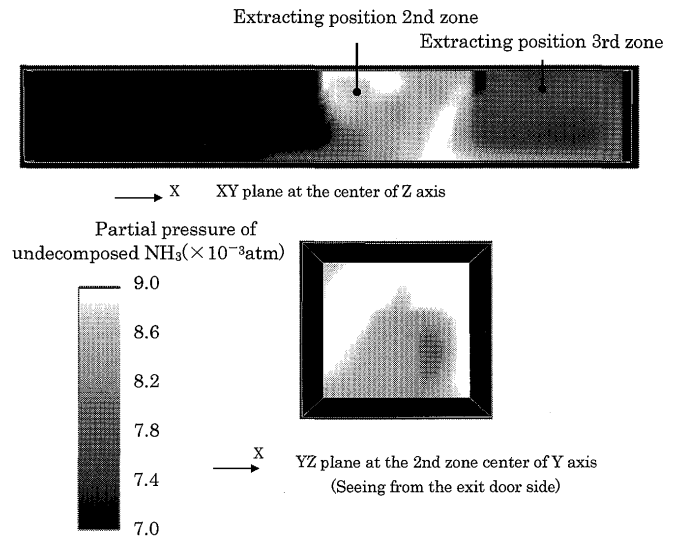 Extracting position 2nd zone
Extracting position 3rd zone
X XY plane at the center of Z axis
Partial pressure of
undecomposed NH₃(×10⁻³atm)
9.0
8.6
8.2
7.8
7.4
7.0
X
YZ plane at the 2nd zone center of Y axis
(Seeing from the exit door side)